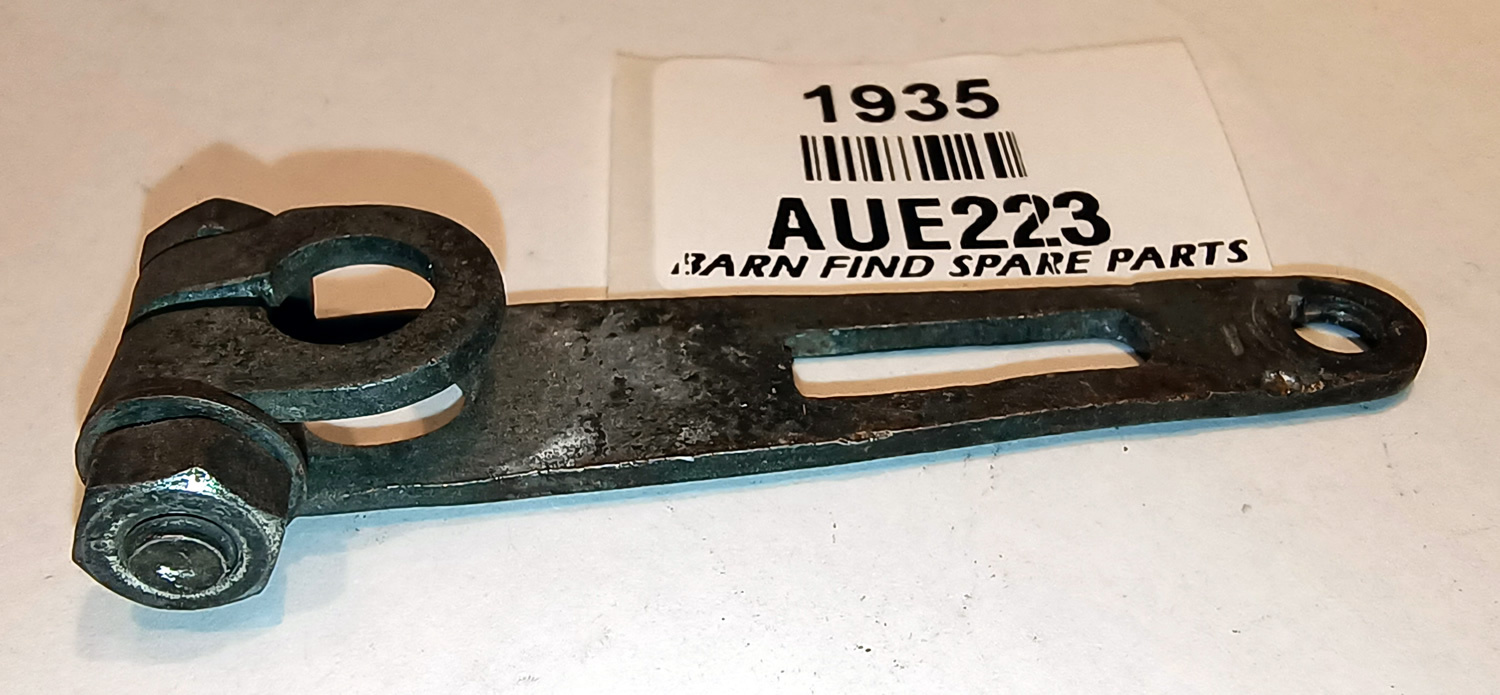 1935
AUE223
BARN FIND SPARE PARTS